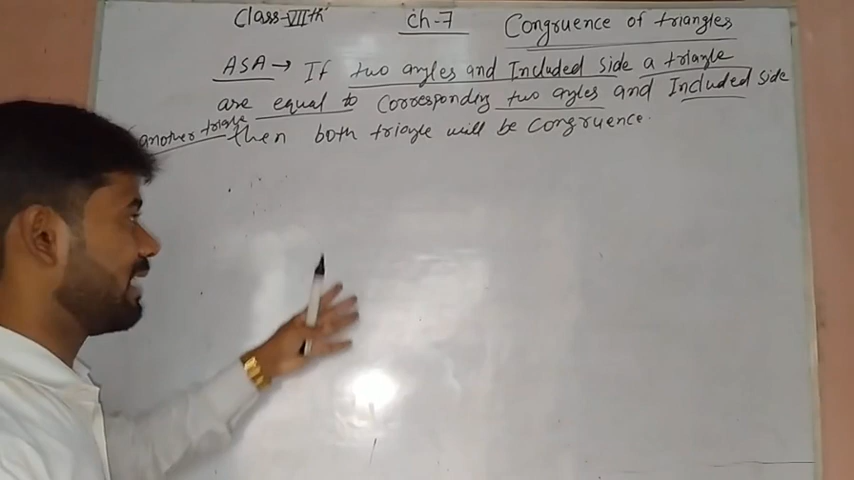 Class-VIIth Ch-7 Congruence of triangles
ASA → If two angles and Included side a triangle
are equal to Corresponding two angles and Included side
another triangle then both triangle will be Congruence.